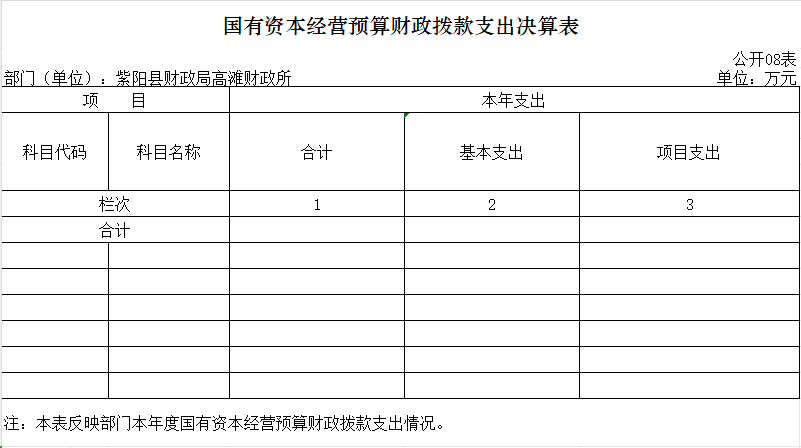 国有资本经营预算财政拨款支出决算表
公开08表
部门（单位）：紫阳县财政局高滩财政所 单位：万元
项 目 本年支出
科目代码 科目名称 合计 基本支出 项目支出
栏次 1 2 3
合计
注：本表反映部门本年度国有资本经营预算财政拨款支出情况。